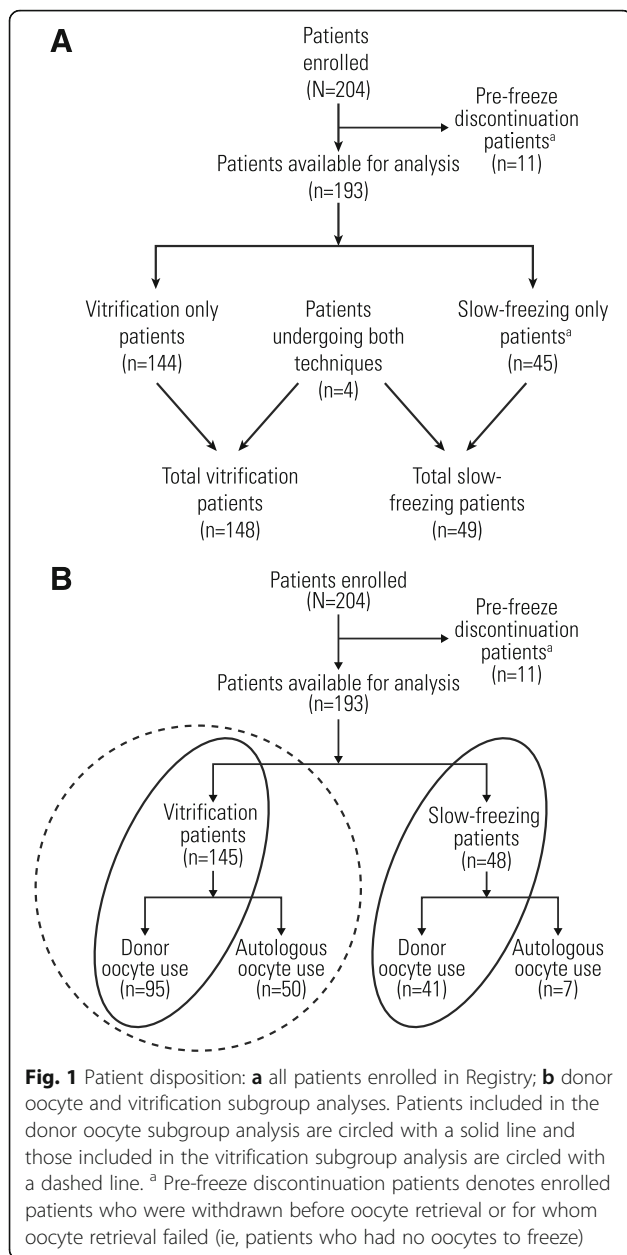 A
Patients
enrolled
(N=204)
Pre-freeze
discontinuation
patientsᵃ
(n=11)
Patients available for analysis
(n=193)
Vitrification only
patients
(n=144)
Patients
undergoing both
techniques
(n=4)
Slow-freezing only
patientsᵃ
(n=45)
Total vitrification
patients
(n=148)
Total slow-
freezing patients
(n=49)
B
Patients enrolled
(N=204)
Pre-freeze
discontinuation
patientsᵃ
(n=11)
Patients available for analysis
(n=193)
Vitrification
patients
(n=145)
Slow-freezing
patients
(n=48)
Donor
oocyte use
(n=95)
Autologous
oocyte use
(n=50)
Donor
oocyte use
(n=41)
Autologous
oocyte use
(n=7)
Fig. 1 Patient disposition: a all patients enrolled in Registry; b donor
oocyte and vitrification subgroup analyses. Patients included in the
donor oocyte subgroup analysis are circled with a solid line and
those included in the vitrification subgroup analysis are circled with
a dashed line. ᵃ Pre-freeze discontinuation patients denotes enrolled
patients who were withdrawn before oocyte retrieval or for whom
oocyte retrieval failed (ie, patients who had no oocytes to freeze)